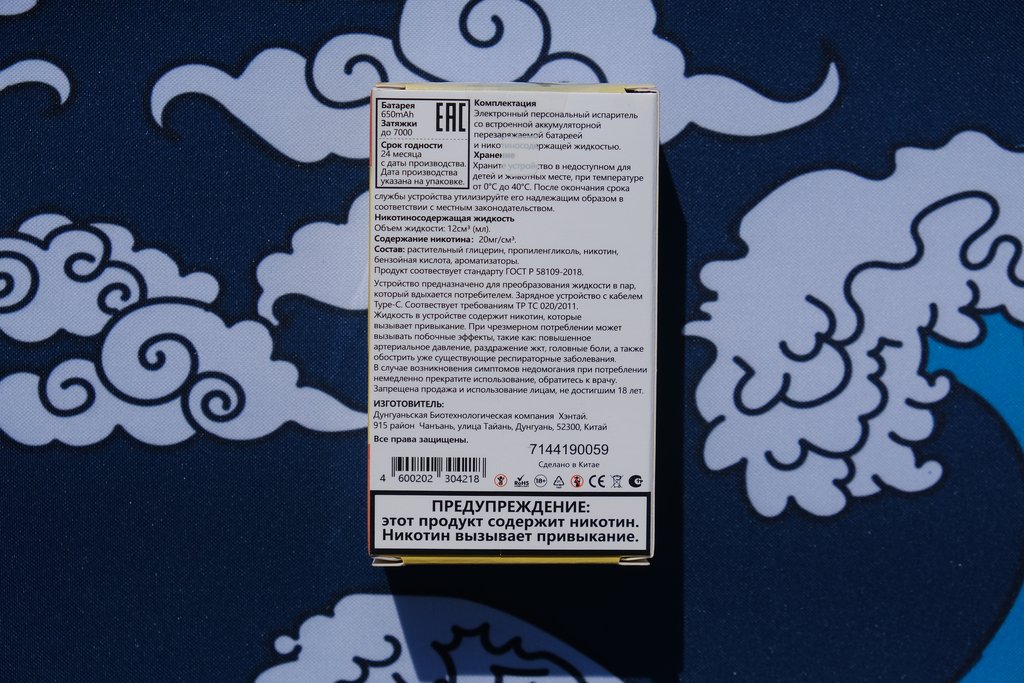 Батарея
650mAh
Затяжки
до 7000
EAC
Срок годности
24 месяца
с даты производства.
Дата производства
указана на упаковке.
Комплектация
Электронный персональный испаритель
со встроенной аккумуляторной
перезаряжаемой батареей
и никотиносодержащей жидкостью.
Хранение
Храните устройство в недоступном для
детей и животных месте, при температуре
от 0°C до 40°C. После окончания срока
службы устройства утилизируйте его надлежащим образом в
соответствии с местным законодательством.
Никотиносодержащая жидкость
Объем жидкости: 12см³ (мл).
Содержание никотина: 20мг/см³.
Состав: растительный глицерин, пропиленгликоль, никотин,
бензойная кислота, ароматизаторы.
Продукт соответствует стандарту ГОСТ Р 58109-2018.
Устройство предназначено для преобразования жидкости в пар,
который вдыхается потребителем. Зарядное устройство с кабелем
Type-C. Соотвествует требованиям ТР ТС 020/2011.
Жидкость в устройстве содержит никотин, которые
вызывает привыкание. При чрезмерном потреблении может
вызывать побочные эффекты, такие как: повышенное
артериальное давление, раздражение жкт, головные боли, а также
обострить уже существующие респираторные заболевания.
В случае возникновения симптомов недомогания при потреблении
немедленно прекратите использование, обратитесь к врачу.
Запрещена продажа и использование лицам, не достигшим 18 лет.
ИЗГОТОВИТЕЛЬ:
Дунгуаньская Биотехнологическая компания Хэнтай.
915 район Чанъань, улица Тайань, Дунгуань, 52300, Китай
Все права защищены.
7144190059
Сделано в Китае
4 600202 304218
RoHS 18+ CE
ПРЕДУПРЕЖДЕНИЕ:
этот продукт содержит никотин.
Никотин вызывает привыкание.